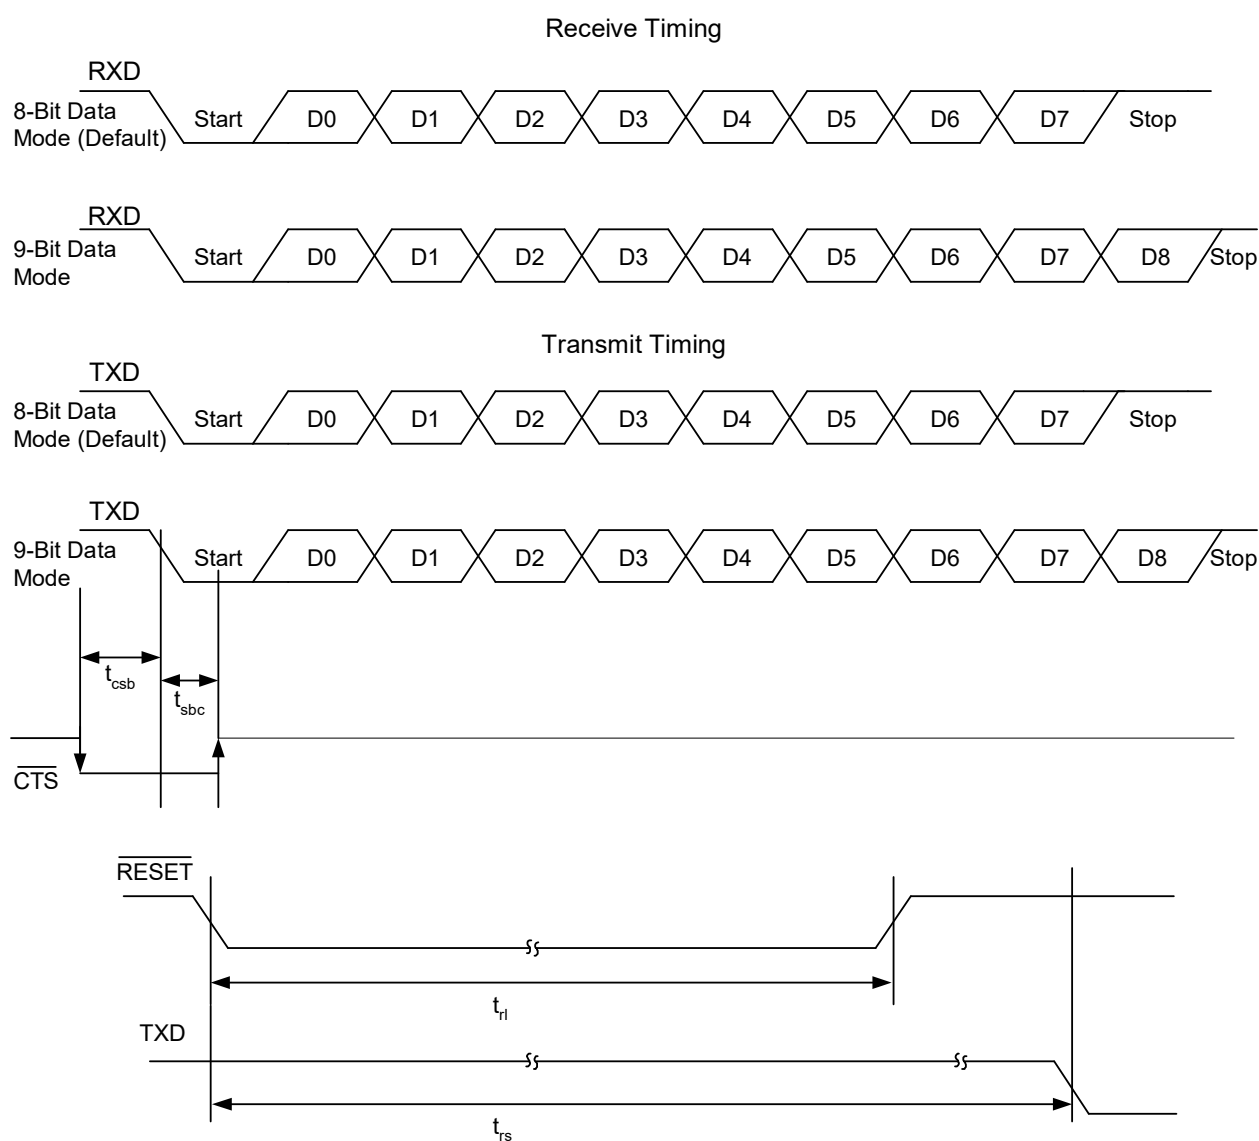 Receive Timing
RXD
8-Bit Data
Mode (Default)
Start D0 D1 D2 D3 D4 D5 D6 D7 Stop
RXD
9-Bit Data
Mode
Start D0 D1 D2 D3 D4 D5 D6 D7 D8 Stop
Transmit Timing
TXD
8-Bit Data
Mode (Default)
Start D0 D1 D2 D3 D4 D5 D6 D7 Stop
TXD
9-Bit Data
Mode
Start D0 D1 D2 D3 D4 D5 D6 D7 D8 Stop
tcsb
tsbc
CTS
RESET
trl
TXD
trs